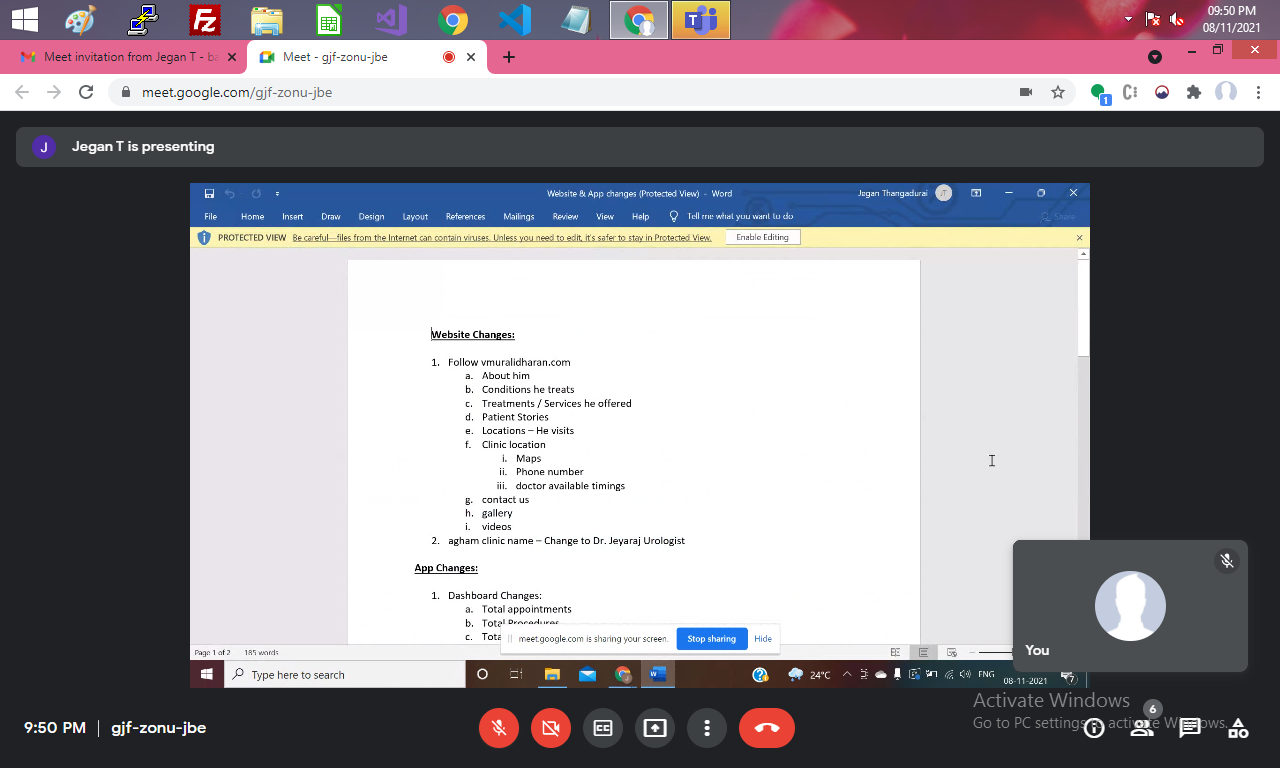 09:50 PM
08/11/2021
Meet invitation from Jegan T - ba
Meet - gjf-zonu-jbe
meet.google.com/gjf-zonu-jbe
1
J
Jegan T is presenting
Website & App changes (Protected View) - Word
Jegan Thangadurai
JT
File Home Insert Draw Design Layout References Mailings Review View Help Tell me what you want to do
Share
PROTECTED VIEW Be careful—files from the Internet can contain viruses. Unless you need to edit, it's safer to stay in Protected View.
Enable Editing
Website Changes:
1. Follow vmuralidharan.com
a. About him
b. Conditions he treats
c. Treatments / Services he offered
d. Patient Stories
e. Locations – He visits
f. Clinic location
i. Maps
ii. Phone number
iii. doctor available timings
g. contact us
h. gallery
i. videos
2. agham clinic name – Change to Dr. Jeyaraj Urologist
App Changes:
1. Dashboard Changes:
a. Total appointments
b. Total Procedures
c. Tota
meet.google.com is sharing your screen.
Stop sharing
Hide
You
Page 1 of 2 185 words
Type here to search
24°C
ENG
08-11-2021
7
Activate Windows
Go to PC settings to activate Windows.
9:50 PM | gjf-zonu-jbe
CC
6